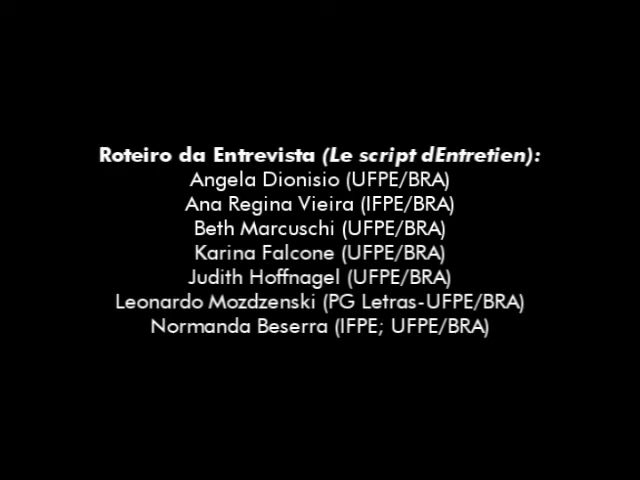 Roteiro da Entrevista (Le script dEntretien):
Angela Dionisio (UFPE/BRA)
Ana Regina Vieira (IFPE/BRA)
Beth Marcuschi (UFPE/BRA)
Karina Falcone (UFPE/BRA)
Judith Hoffnagel (UFPE/BRA)
Leonardo Mozdzenski (PG Letras-UFPE/BRA)
Normanda Beserra (IFPE; UFPE/BRA)